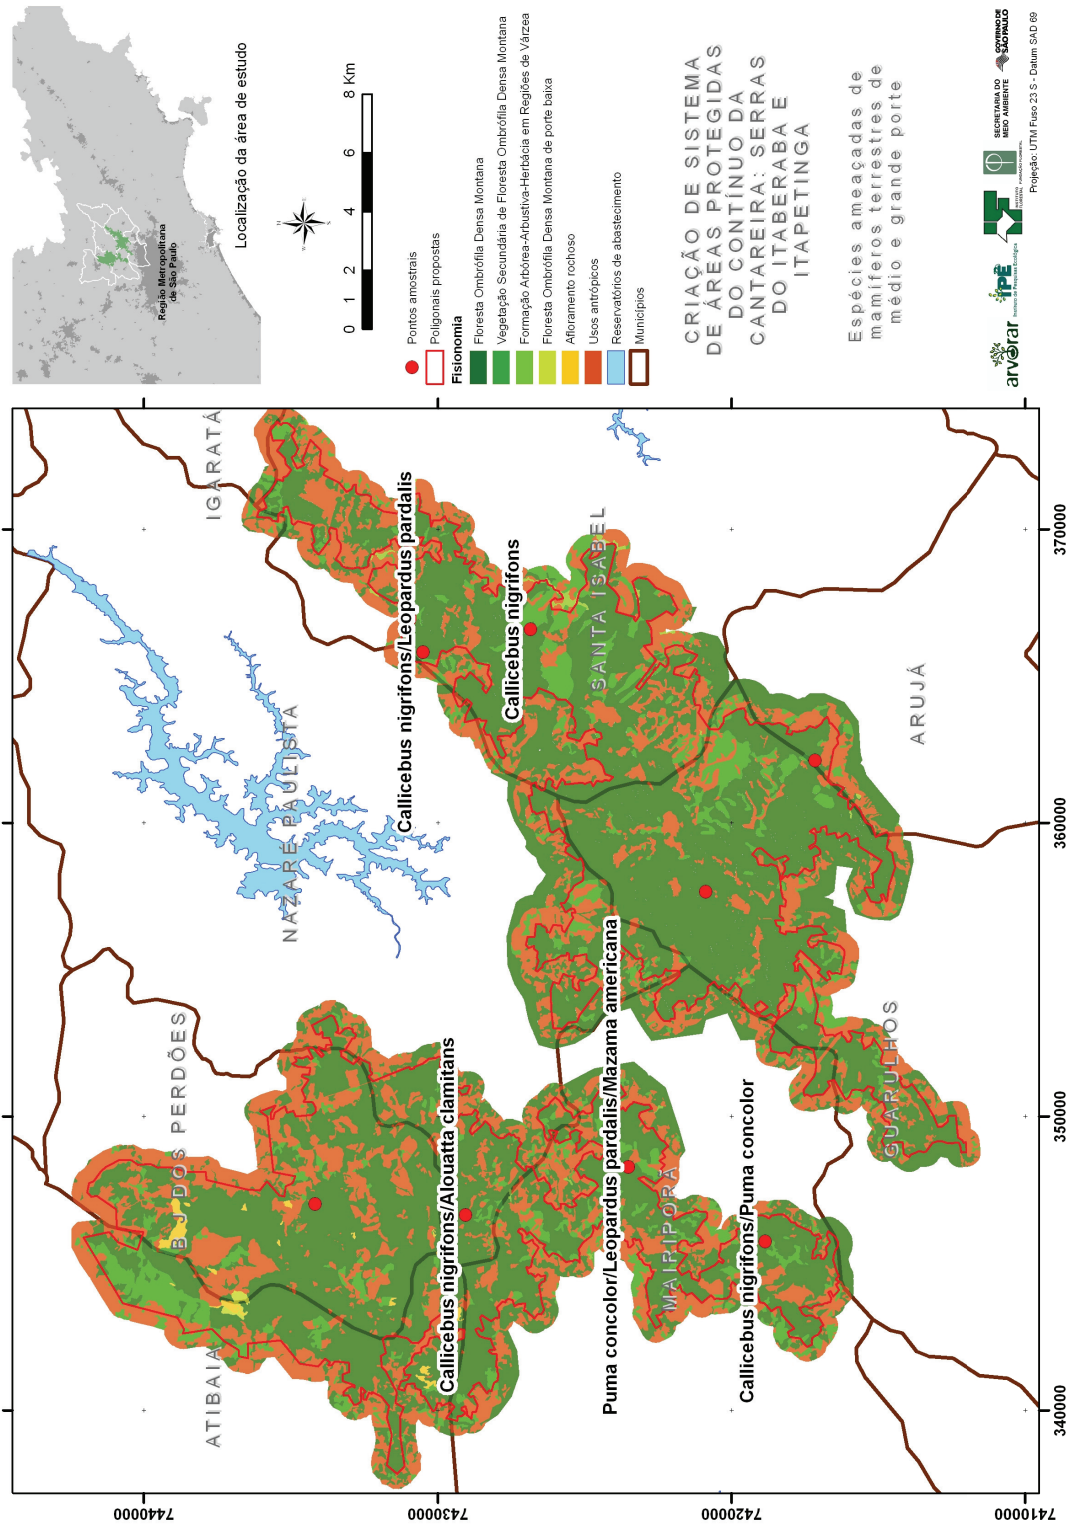 Região Metropolitana
de São Paulo
Localização da área de estudo
0 2 4 6 8 Km
Pontos amostrais
Poligonais propostas
Fisionomia
Floresta Ombrófila Densa Montana
Vegetação Secundária de Floresta Ombrófila Densa Montana
Formação Arbórea-Arbustiva-Herbácia em Regiões de Várzea
Floresta Ombrófila Densa Montana de porte baixa
Afloramento rochoso
Usos antrópicos
Reservatórios de abastecimento
Municípios
CRIAÇÃO DE SISTEMA
DE ÁREAS PROTEGIDAS
DO CONTÍNUO DA
CANTAREIRA: SERRAS
DO ITABERABA E
ITAPETINGA
Espécies ameaçadas de
mamíferos terrestres de
médio e grande porte
arvorar
IPÊ
Instituto de Pesquisas Ecológicas
INSTITUTO
FLORESTAL
FUNDAÇÃO FLORESTAL
SECRETARIA DO
MEIO AMBIENTE
GOVERNO DE
SÃO PAULO
Projeção: UTM Fuso 23 S - Datum SAD 69
IGARATÁ
NAZARÉ PAULISTA
B J DOS PERDÕES
ATIBAIA
Callicebus nigrifons/Leopardus pardalis
Callicebus nigrifons
SANTA ISABEL
Callicebus nigrifons/Alouatta clamitans
Puma concolor/Leopardus pardalis/Mazama americana
MAIRIPORÃ
Callicebus nigrifons/Puma concolor
GUARULHOS
ARUJÁ
7440000
7430000
7420000
7410000
340000
350000
360000
370000